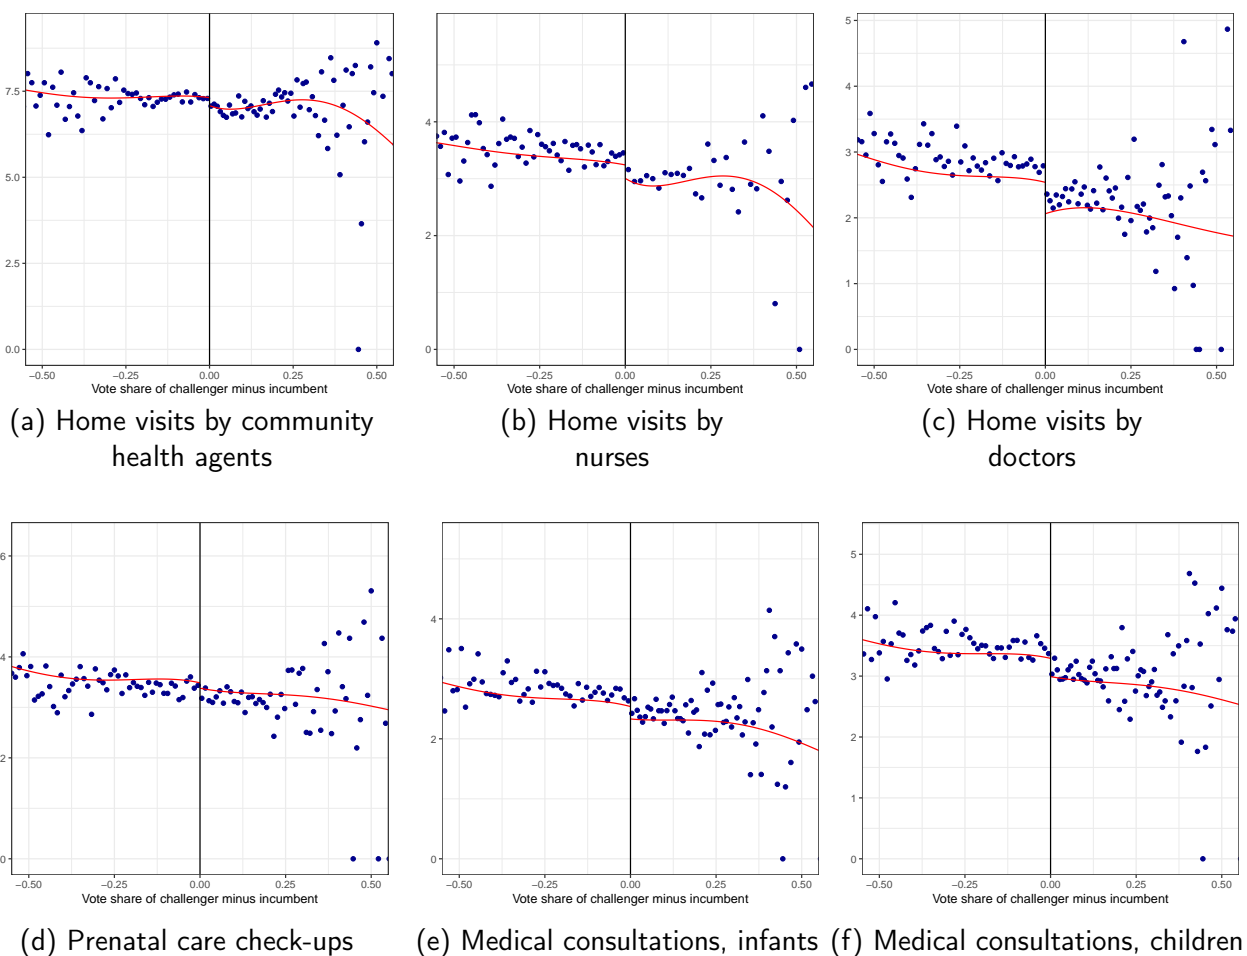 7.5
5.0
2.5
0.0
−0.50 −0.25 0.00 0.25 0.50
Vote share of challenger minus incumbent
(a) Home visits by community
health agents
4
2
0
−0.50 −0.25 0.00 0.25 0.50
Vote share of challenger minus incumbent
(b) Home visits by
nurses
5
4
3
2
1
0
−0.50 −0.25 0.00 0.25 0.50
Vote share of challenger minus incumbent
(c) Home visits by
doctors
6
4
2
0
−0.50 −0.25 0.00 0.25 0.50
Vote share of challenger minus incumbent
(d) Prenatal care check-ups
4
2
0
−0.50 −0.25 0.00 0.25 0.50
Vote share of challenger minus incumbent
(e) Medical consultations, infants
5
4
3
2
1
0
−0.50 −0.25 0.00 0.25 0.50
Vote share of challenger minus incumbent
(f) Medical consultations, children